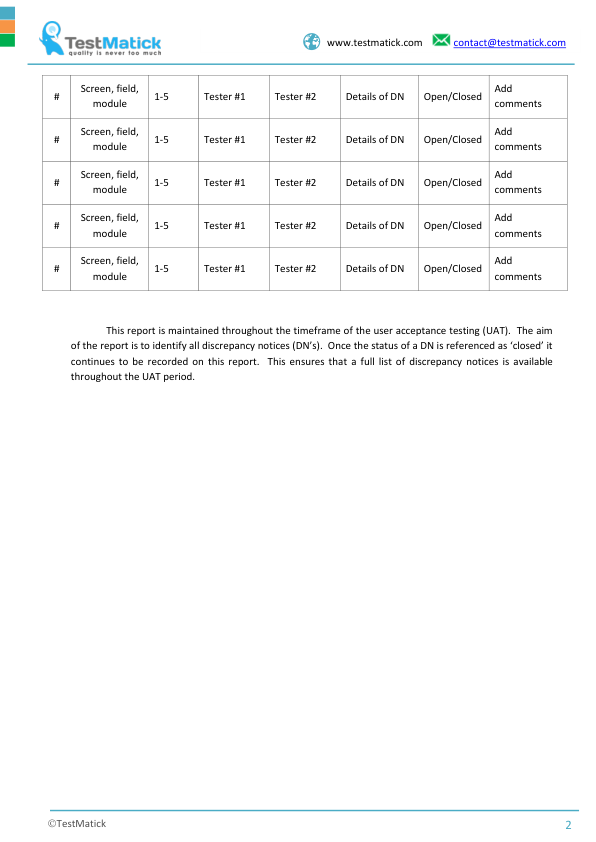 TestMatick
quality is never too much
www.testmatick.com contact@testmatick.com
# Screen, field, module 1-5 Tester #1 Tester #2 Details of DN Open/Closed Add comments
# Screen, field, module 1-5 Tester #1 Tester #2 Details of DN Open/Closed Add comments
# Screen, field, module 1-5 Tester #1 Tester #2 Details of DN Open/Closed Add comments
# Screen, field, module 1-5 Tester #1 Tester #2 Details of DN Open/Closed Add comments
# Screen, field, module 1-5 Tester #1 Tester #2 Details of DN Open/Closed Add comments
This report is maintained throughout the timeframe of the user acceptance testing (UAT). The aim
of the report is to identify all discrepancy notices (DN’s). Once the status of a DN is referenced as ‘closed’ it
continues to be recorded on this report. This ensures that a full list of discrepancy notices is available
throughout the UAT period.
©TestMatick 2